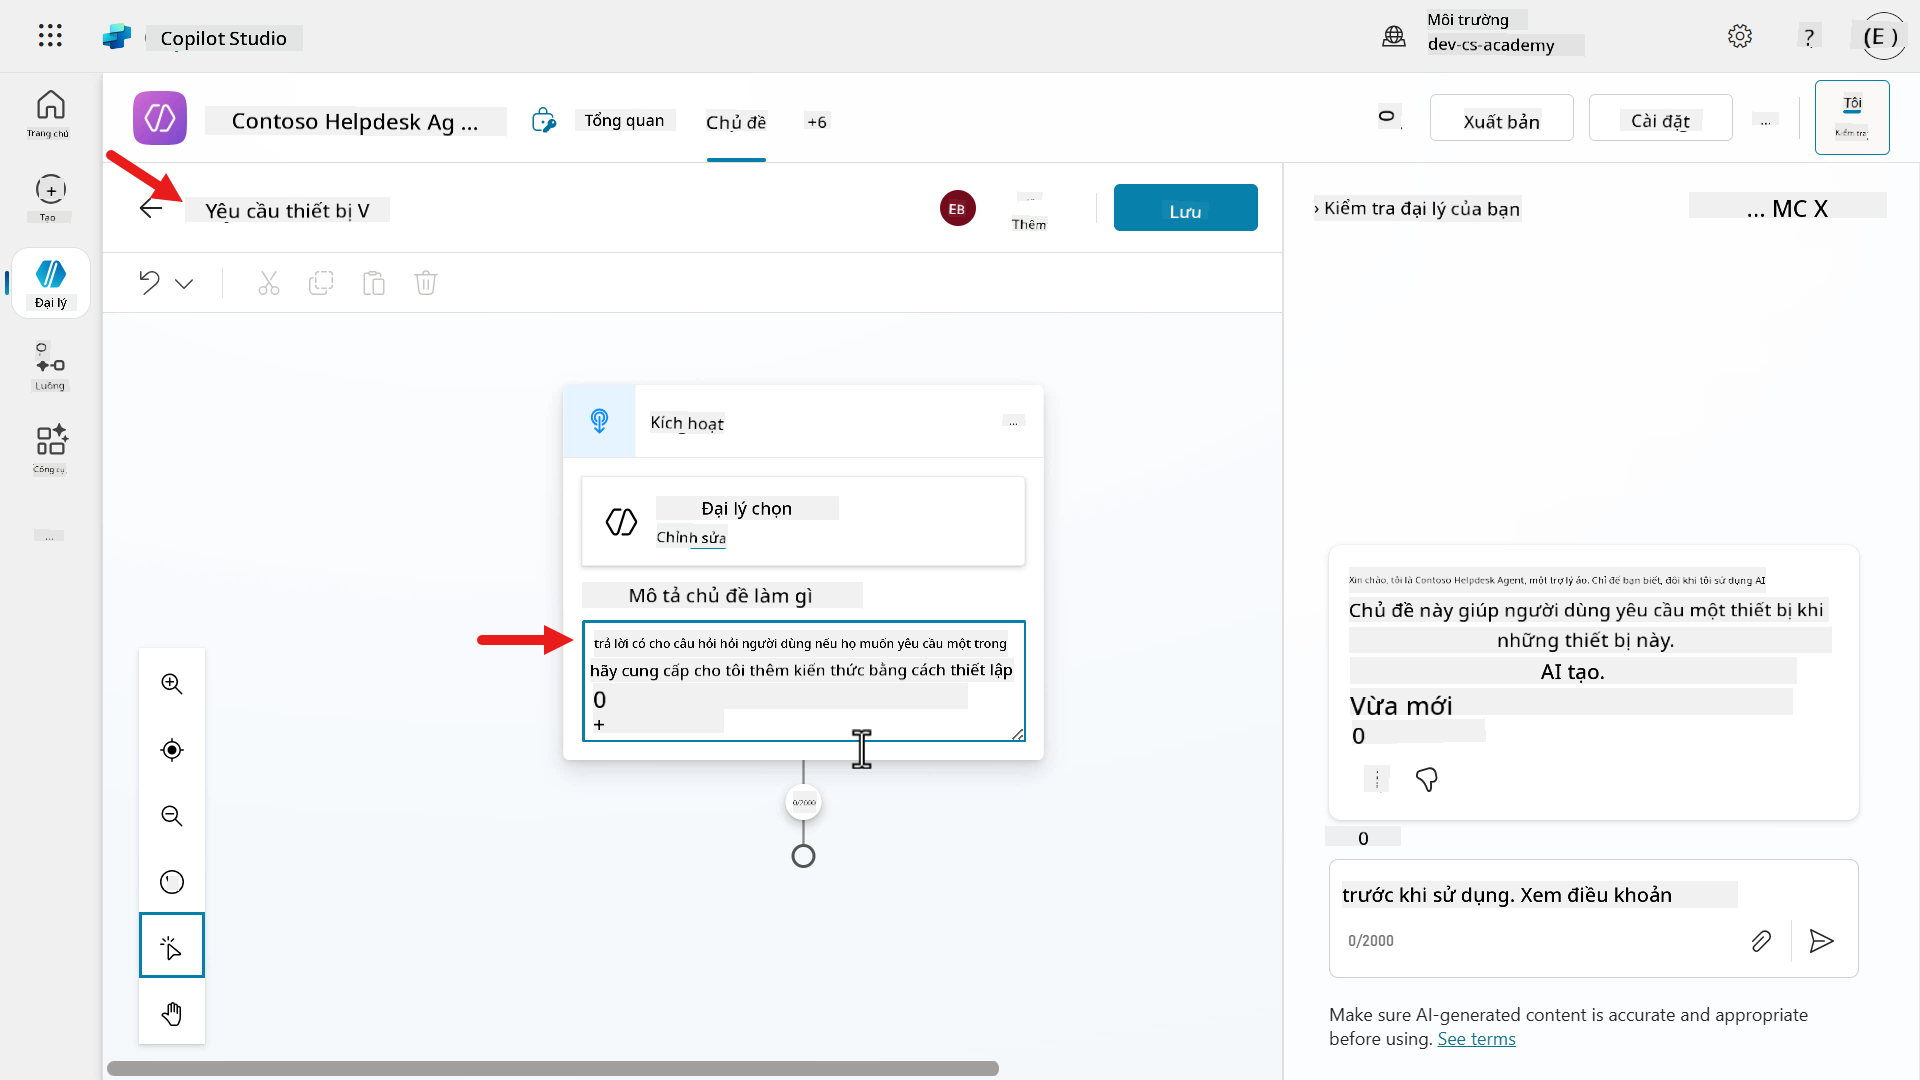 Copilot Studio
Môi trường
dev-cs-academy
?
(E )
Trang chủ
Tạo
Đại lý
Luồng
Công cụ
...
Contoso Helpdesk Ag ...
Tổng quan
Chủ đề
+6
Xuất bản
Cài đặt
...
Tôi
Kiểm tra
Yêu cầu thiết bị V
EB
Thêm
Lưu
Kích hoạt
...
Đại lý chọn
Chỉnh sửa
Mô tả chủ đề làm gì
trả lời có cho câu hỏi hỏi người dùng nếu họ muốn yêu cầu một trong
hãy cung cấp cho tôi thêm kiến thức bằng cách thiết lập
0
+
0/2000
› Kiểm tra đại lý của bạn
... MC X
Xin chào, tôi là Contoso Helpdesk Agent, một trợ lý ảo. Chỉ để bạn biết, đôi khi tôi sử dụng AI
Chủ đề này giúp người dùng yêu cầu một thiết bị khi
những thiết bị này.
AI tạo.
Vừa mới
0
0
trước khi sử dụng. Xem điều khoản
0/2000
Make sure AI-generated content is accurate and appropriate
before using. See terms